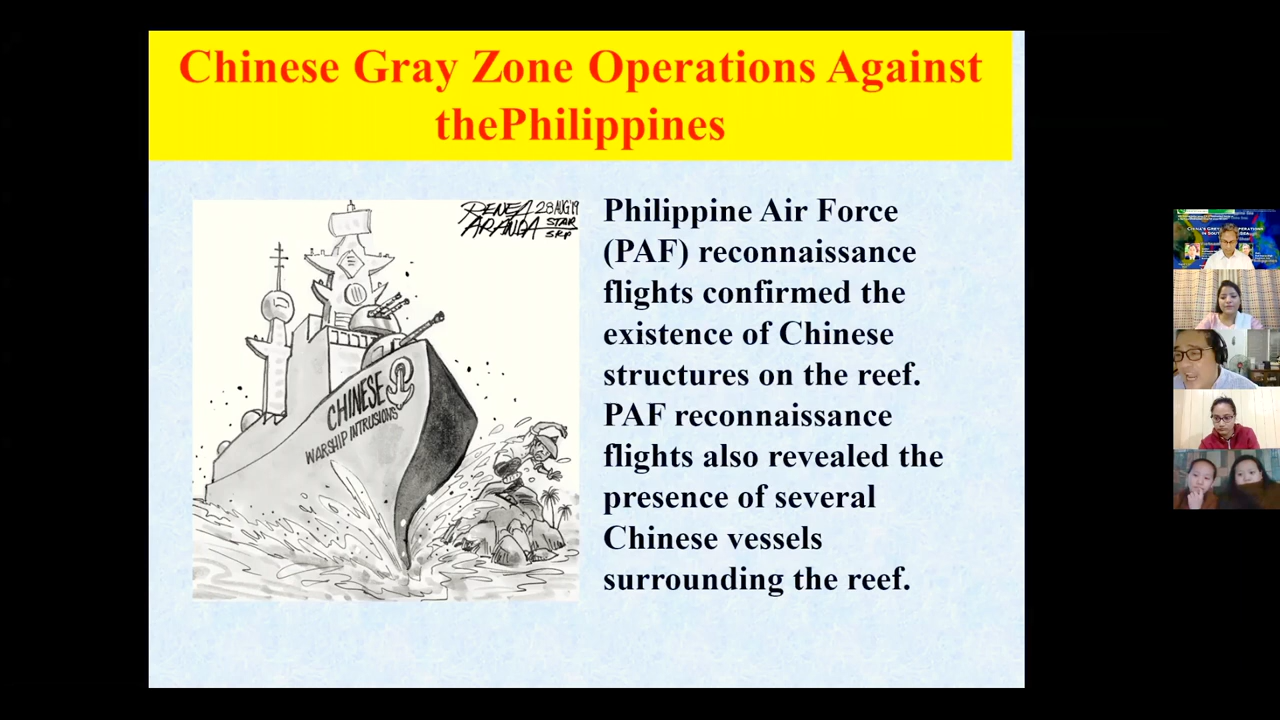 Chinese Gray Zone Operations Against
thePhilippines
RENE ARANDA 28 AUG '19
STAR
Philippine Air Force
(PAF) reconnaissance
flights confirmed the
existence of Chinese
structures on the reef.
PAF reconnaissance
flights also revealed the
presence of several
Chinese vessels
surrounding the reef.
CHINESE
WARSHIP INTRUSIONS